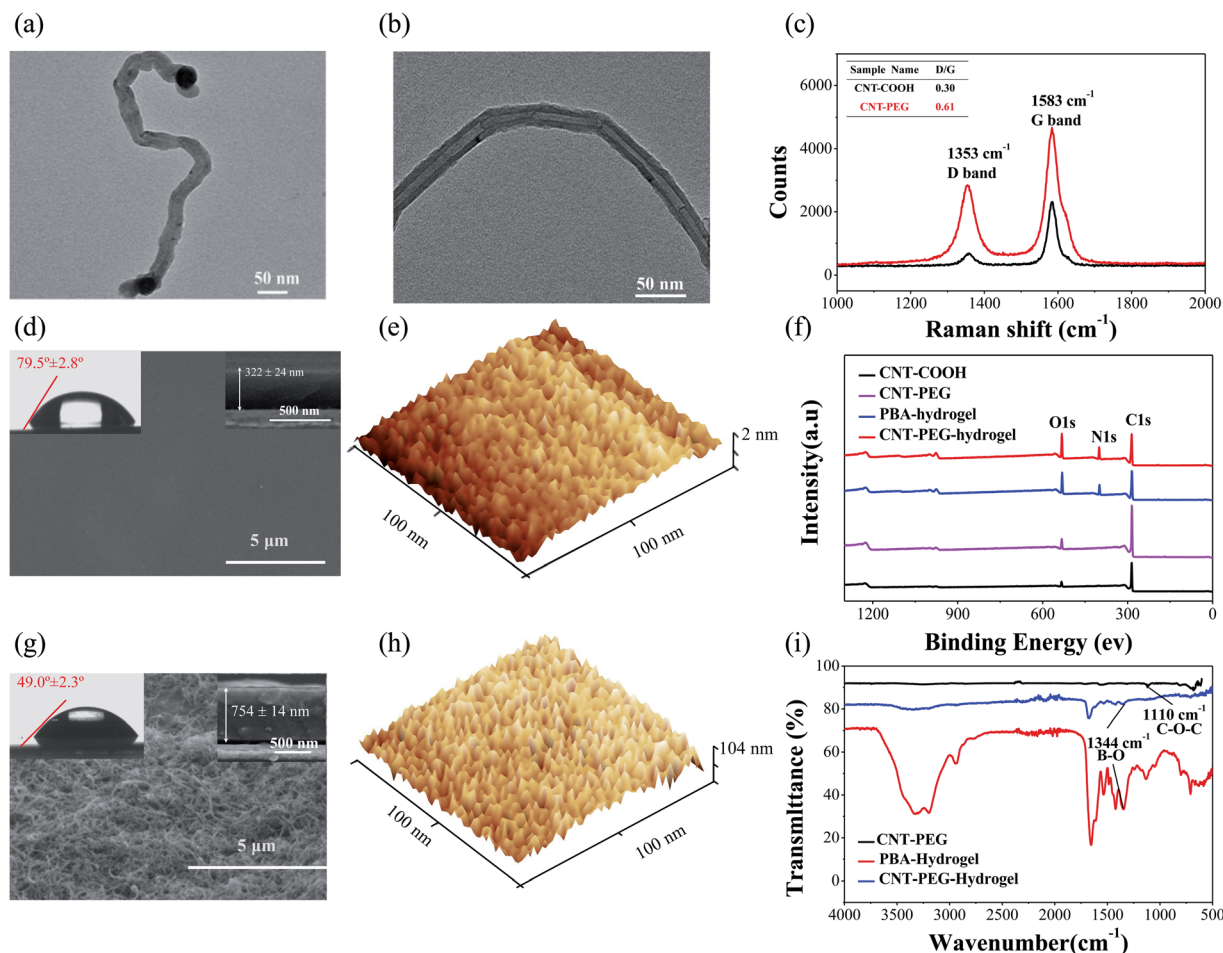 (a)
50 nm
(b)
50 nm
(c)
Sample Name D/G
CNT-COOH 0.30
CNT-PEG 0.61
1353 cm-1
D band
1583 cm-1
G band
Counts
6000
4000
2000
0
1000 1200 1400 1600 1800 2000
Raman shift (cm-1)
(d)
79.5º±2.8º
322 ± 24 nm
500 nm
5 µm
(e)
2 nm
100 nm
100 nm
(f)
CNT-COOH
CNT-PEG
PBA-hydrogel
CNT-PEG-hydrogel
O1s
N1s
C1s
Intensity(a.u)
1200 900 600 300 0
Binding Energy (ev)
(g)
49.0º±2.3º
754 ± 14 nm
500 nm
5 µm
(h)
104 nm
100 nm
100 nm
(i)
100
80
60
40
20
0
TransmIttance (%)
1110 cm-1
C-O-C
1344 cm-1
B-O
CNT-PEG
PBA-Hydrogel
CNT-PEG-Hydrogel
4000 3500 3000 2500 2000 1500 1000 500
Wavenumber(cm-1)